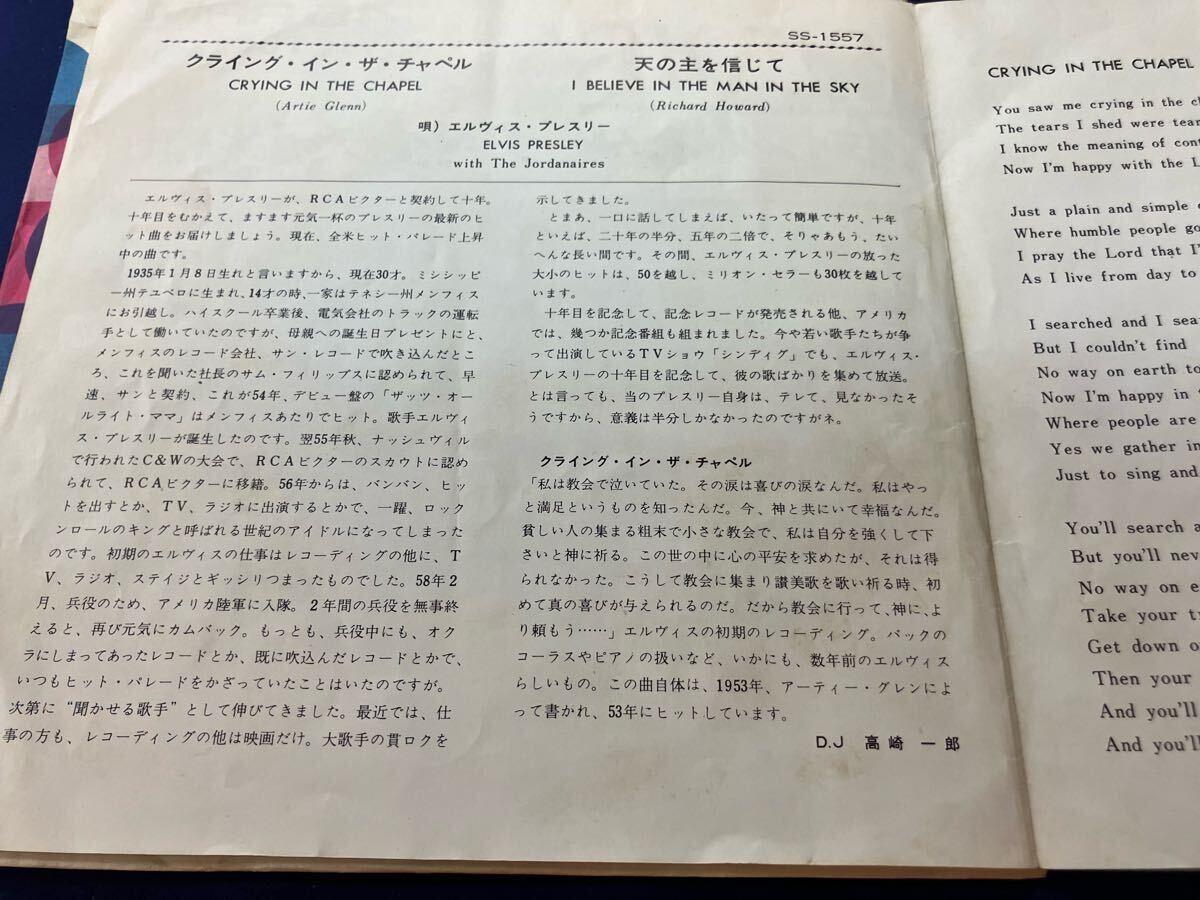 SS-1557
クライング・イン・ザ・チャペル
CRYING IN THE CHAPEL
(Artie Glenn)
天の主を信じて
I BELIEVE IN THE MAN IN THE SKY
(Richard Howard)
唄) エルヴィス・プレスリー
ELVIS PRESLEY
with The Jordanaires
エルヴィス・プレスリーが、RCAビクターと契約して十年。
十年目をむかえて、ますます元気一杯のプレスリーの最新のヒ
ット曲をお届けしましょう。現在、全米ヒット・パレード上昇
中の曲です。
1935年1月8日生れと言いますから、現在30才。ミシシッピ
ー州テユペロに生まれ、14才の時、一家はテネシー州メンフィス
にお引越し。ハイスクール卒業後、電気会社のトラックの運転
手として働いていたのですが、母親への誕生日プレゼントにと、
メンフィスのレコード会社、サン・レコードで吹き込んだとこ
ろ、これを聞いた社長のサム・フィリップスに認められて、早
速、サンと契約、これが54年、デビュー盤の「ザッツ・オー
ルライト・ママ」はメンフィスあたりでヒット。歌手エルヴィ
ス・プレスリーが誕生したのです。翌55年秋、ナッシュヴィル
で行われたC&Wの大会で、RCAビクターのスカウトに認め
られて、RCAビクターに移籍。56年からは、バンバン、ヒッ
トを出すとか、TV、ラジオに出演するとかで、一躍、ロック
ンロールのキングと呼ばれる世紀のアイドルになってしまった
のです。初期のエルヴィスの仕事はレコーディングの他に、T
V、ラジオ、ステイジとギッシリつまったものでした。58年2
月、兵役のため、アメリカ陸軍に入隊。2年間の兵役を無事終
えると、再び元気にカムバック。もっとも、兵役中にも、オク
ラにしまってあったレコードとか、既に吹込んだレコードとかで、
いつもヒット・パレードをかざっていたことはいたのですが。
次第に“聞かせる歌手”として伸びてきました。最近では、仕
事の方も、レコーディングの他は映画だけ。大歌手の貫ロクを
示してきました。
とまあ、一口に話してしまえば、いたって簡単ですが、十年
といえば、二十年の半分、五年の二倍で、そりゃあもう、たい
へんな長い間です。その間、エルヴィス・プレスリーの放った
大小のヒットは、50を越し、ミリオン・セラーも30枚を越して
います。
十年目を記念して、記念レコードが発売される他、アメリカ
では、幾つか記念番組も組まれました。今や若い歌手たちが争
って出演しているTVショウ「シンディグ」でも、エルヴィス・
プレスリーの十年目を記念して、彼の歌ばかりを集めて放送。
とは言っても、当のプレスリー自身は、テレて、見なかったそ
うですから、意義は半分しかなかったのですがネ。
クライング・イン・ザ・チャペル
「私は教会で泣いていた。その涙は喜びの涙なんだ。私はやっ
と満足というものを知ったんだ。今、神と共にいて幸福なんだ。
貧しい人の集まる粗末で小さな教会で、私は自分を強くして下
さいと神に祈る。この世の中に心の平安を求めたが、それは得
られなかった。こうして教会に集まり讃美歌を歌い祈る時、初
めて真の喜びが与えられるのだ。だから教会に行って、神に、よ
り頼もう……」エルヴィスの初期のレコーディング。バックの
コーラスやピアノの扱いなど、いかにも、数年前のエルヴィス
らしいもの。この曲自体は、1953年、アーティー・グレンによ
って書かれ、53年にヒットしています。
D.J 高崎 一郎
CRYING IN THE CHAPEL
You saw me crying in the
The tears I shed were
I know the meaning of
Now I'm happy with the
Just a plain and simple
Where humble people
I pray the Lord that
As I live from day to
I searched and I
But I couldn't find
No way on earth to
Now I'm happy in
Where people are
Yes we gather in
Just to sing and
You'll search
But you'll
No way on
Take your
Get down
Then your
And you'll
And you'll